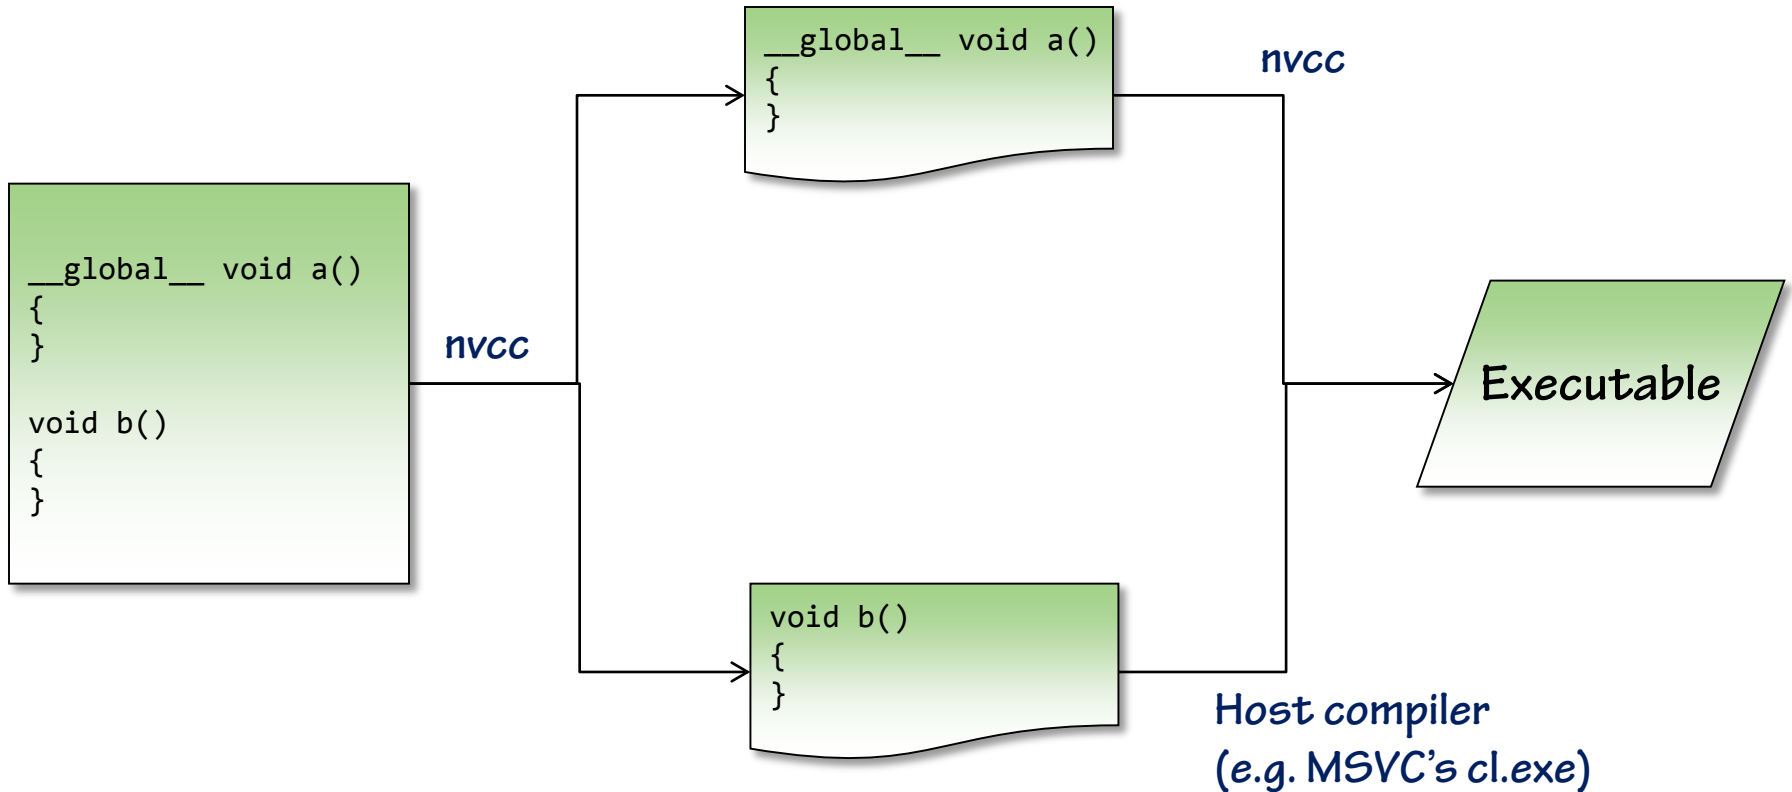 __global__ void a()
{
}
void b()
{
}
nvcc
__global__ void a()
{
}
nvcc
void b()
{
}
Host compiler
(e.g. MSVC's cl.exe)
Executable